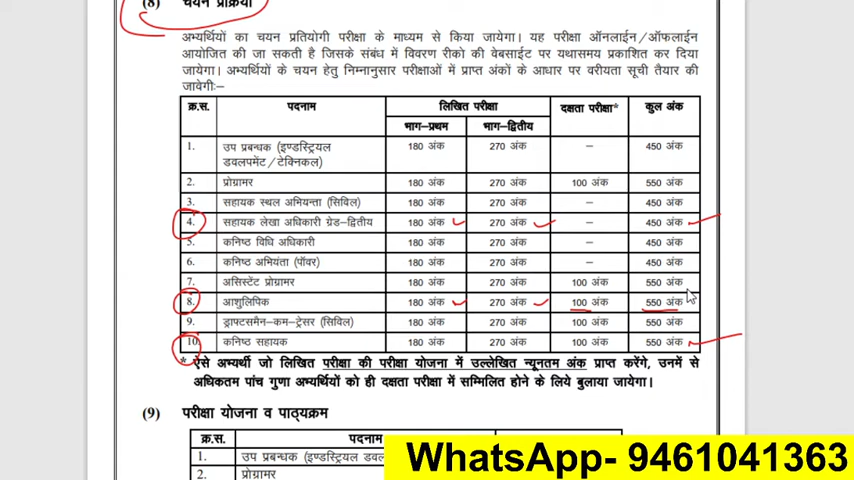 (8) चयन प्रक्रिया
अभ्यर्थियों का चयन प्रतियोगी परीक्षा के माध्यम से किया जायेगा। यह परीक्षा ऑनलाईन/ऑफलाईन
आयोजित की जा सकती है जिसके संबंध में विवरण रीको की वेबसाईट पर यथासमय प्रकाशित कर दिया
जायेगा। अभ्यर्थियों के चयन हेतु निम्नानुसार परीक्षाओं में प्राप्त अंकों के आधार पर वरीयता सूची तैयार की
जावेगीः–
क्र.स. पदनाम लिखित परीक्षा दक्षता परीक्षा* कुल अंक
भाग–प्रथम भाग–द्वितीय
1. उप प्रबन्धक (इण्डस्ट्रियल 180 अंक 270 अंक – 450 अंक
डवलपमेंट/टेक्निकल)
2. प्रोग्रामर 180 अंक 270 अंक 100 अंक 550 अंक
3. सहायक स्थल अभियन्ता (सिविल) 180 अंक 270 अंक – 450 अंक
4. सहायक लेखा अधिकारी ग्रेड–द्वितीय 180 अंक 270 अंक – 450 अंक
5. कनिष्ठ विधि अधिकारी 180 अंक 270 अंक – 450 अंक
6. कनिष्ठ अभियंता (पॉवर) 180 अंक 270 अंक – 450 अंक
7. असिस्टेंट प्रोग्रामर 180 अंक 270 अंक 100 अंक 550 अंक
8. आशुलिपिक 180 अंक 270 अंक 100 अंक 550 अंक
9. ड्राफ्टसमैन–कम–ट्रेसर (सिविल) 180 अंक 270 अंक 100 अंक 550 अंक
10. कनिष्ठ सहायक 180 अंक 270 अंक 100 अंक 550 अंक
* ऐसे अभ्यर्थी जो लिखित परीक्षा की परीक्षा योजना में उल्लेखित न्यूनतम अंक प्राप्त करेंगे, उनमें से
अधिकतम पांच गुणा अभ्यर्थियों को ही दक्षता परीक्षा में सम्मिलित होने के लिये बुलाया जायेगा।
(9) परीक्षा योजना व पाठ्यक्रम
क्र.स. पदनाम
1. उप प्रबन्धक (इण्डस्ट्रियल
2. प्रोग्रामर
WhatsApp- 9461041363